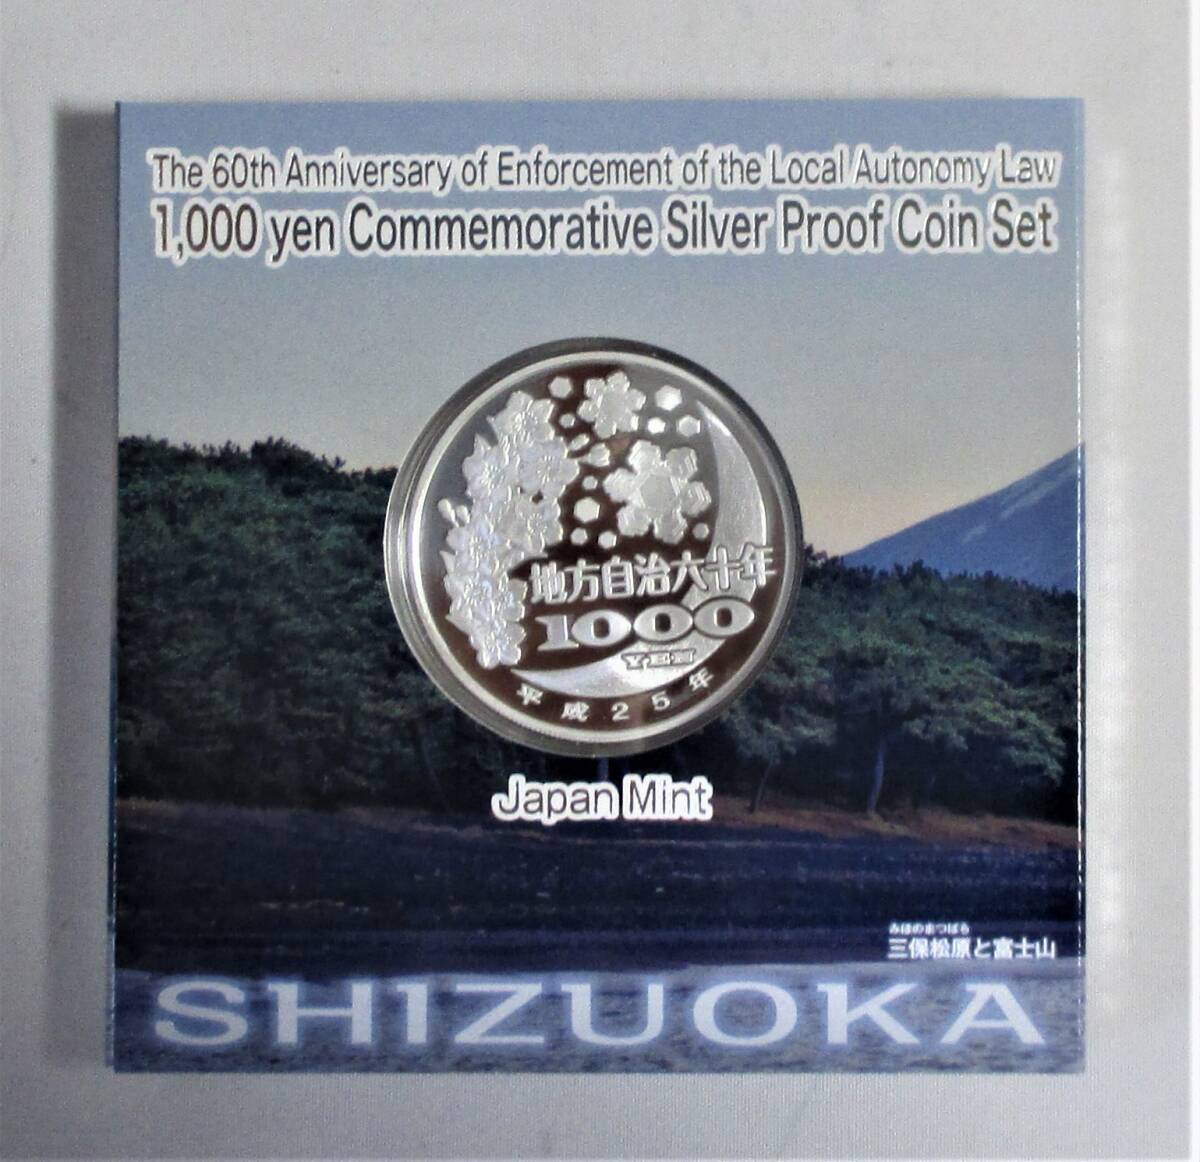 The 60th Anniversary of Enforcement of the Local Autonomy Law
1,000 yen Commemorative Silver Proof Coin Set
地方自治六十年
1000
YEN
平成25年
Japan Mint
みほのまつばら
三保松原と富士山
SHIZUOKA